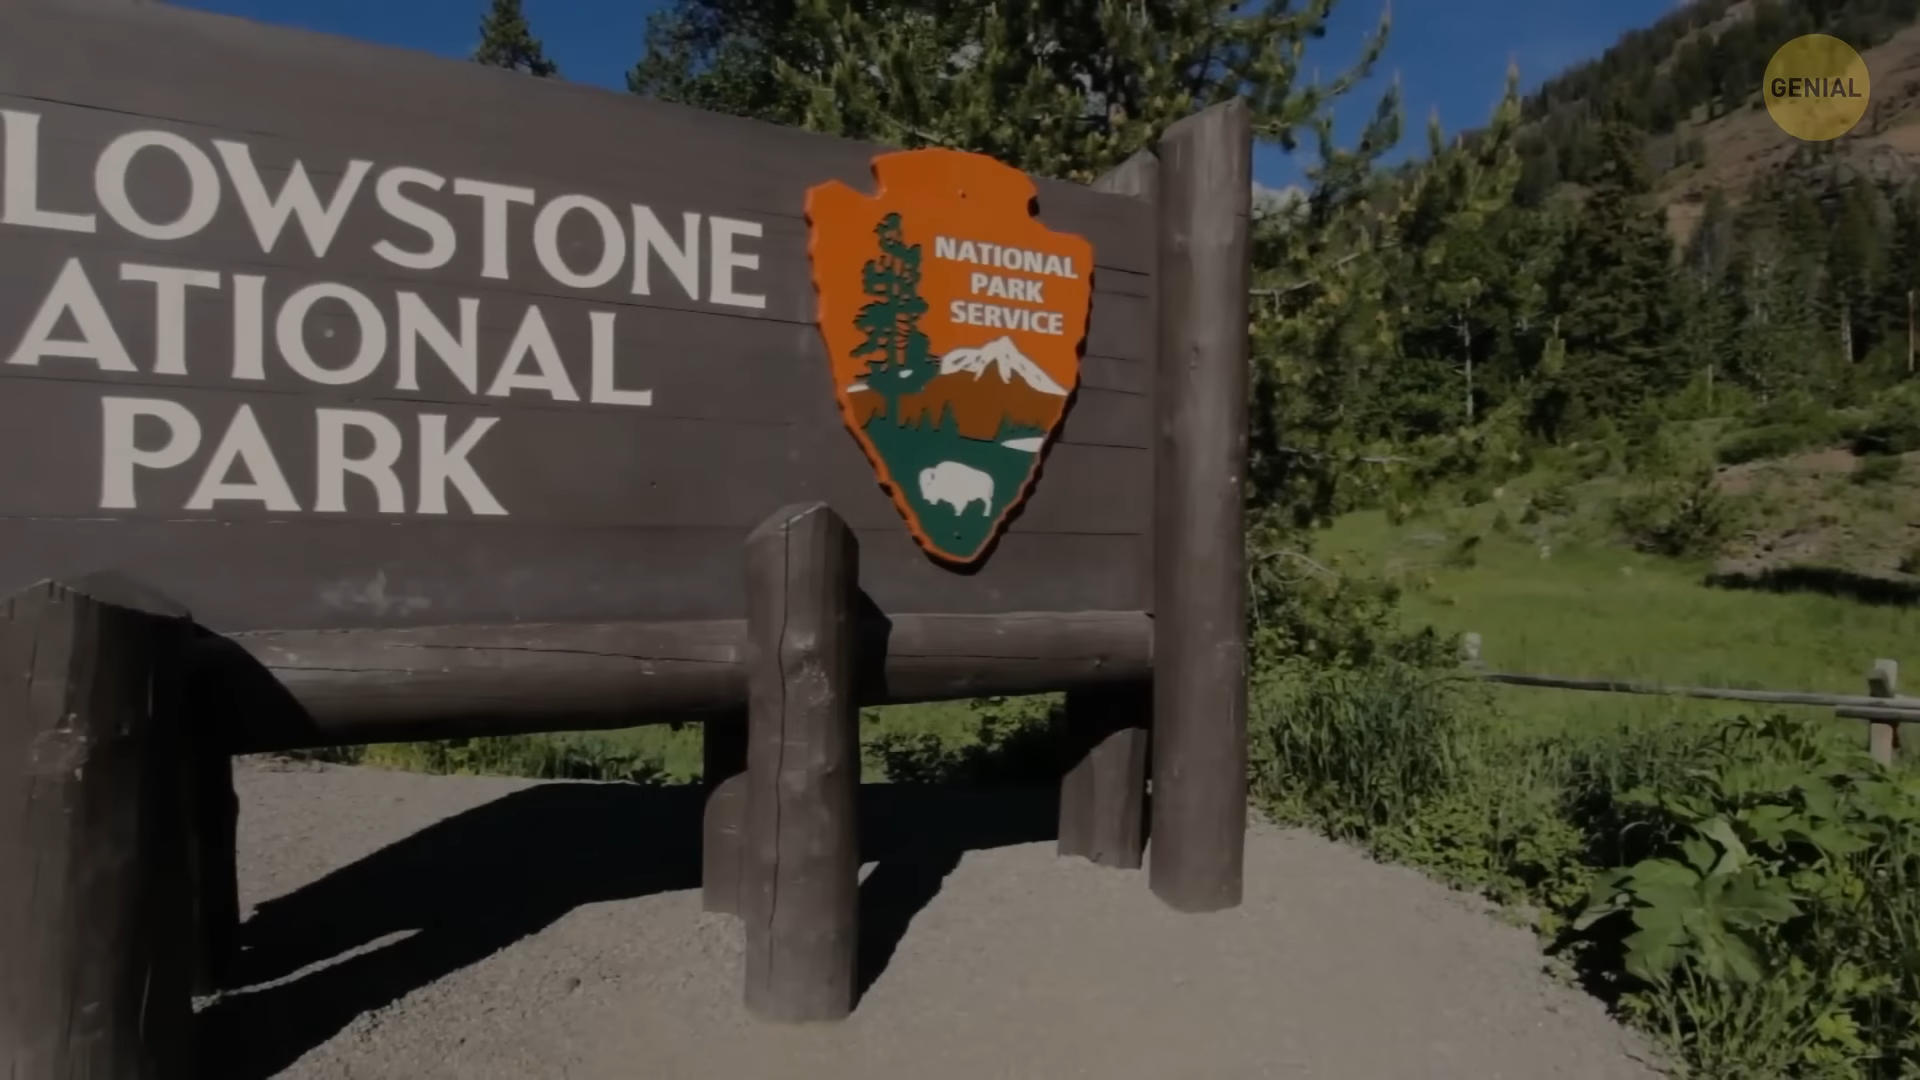 LOWSTONE
ATIONAL
PARK
NATIONAL
PARK
SERVICE
GENIAL